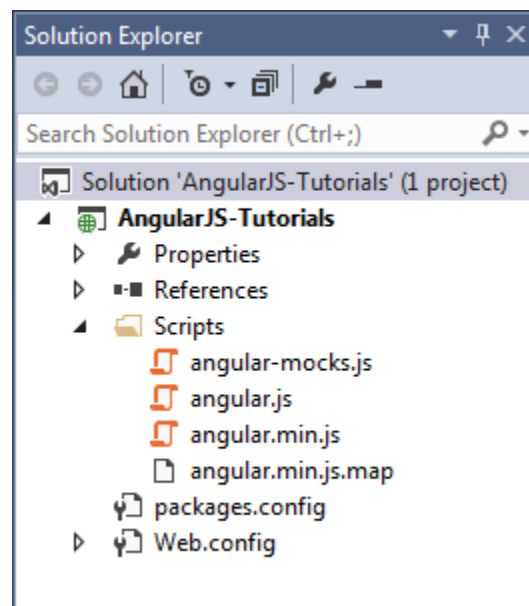 Solution Explorer
Search Solution Explorer (Ctrl+;)
Solution 'AngularJS-Tutorials' (1 project)
AngularJS-Tutorials
Properties
References
Scripts
angular-mocks.js
angular.js
angular.min.js
angular.min.js.map
packages.config
Web.config